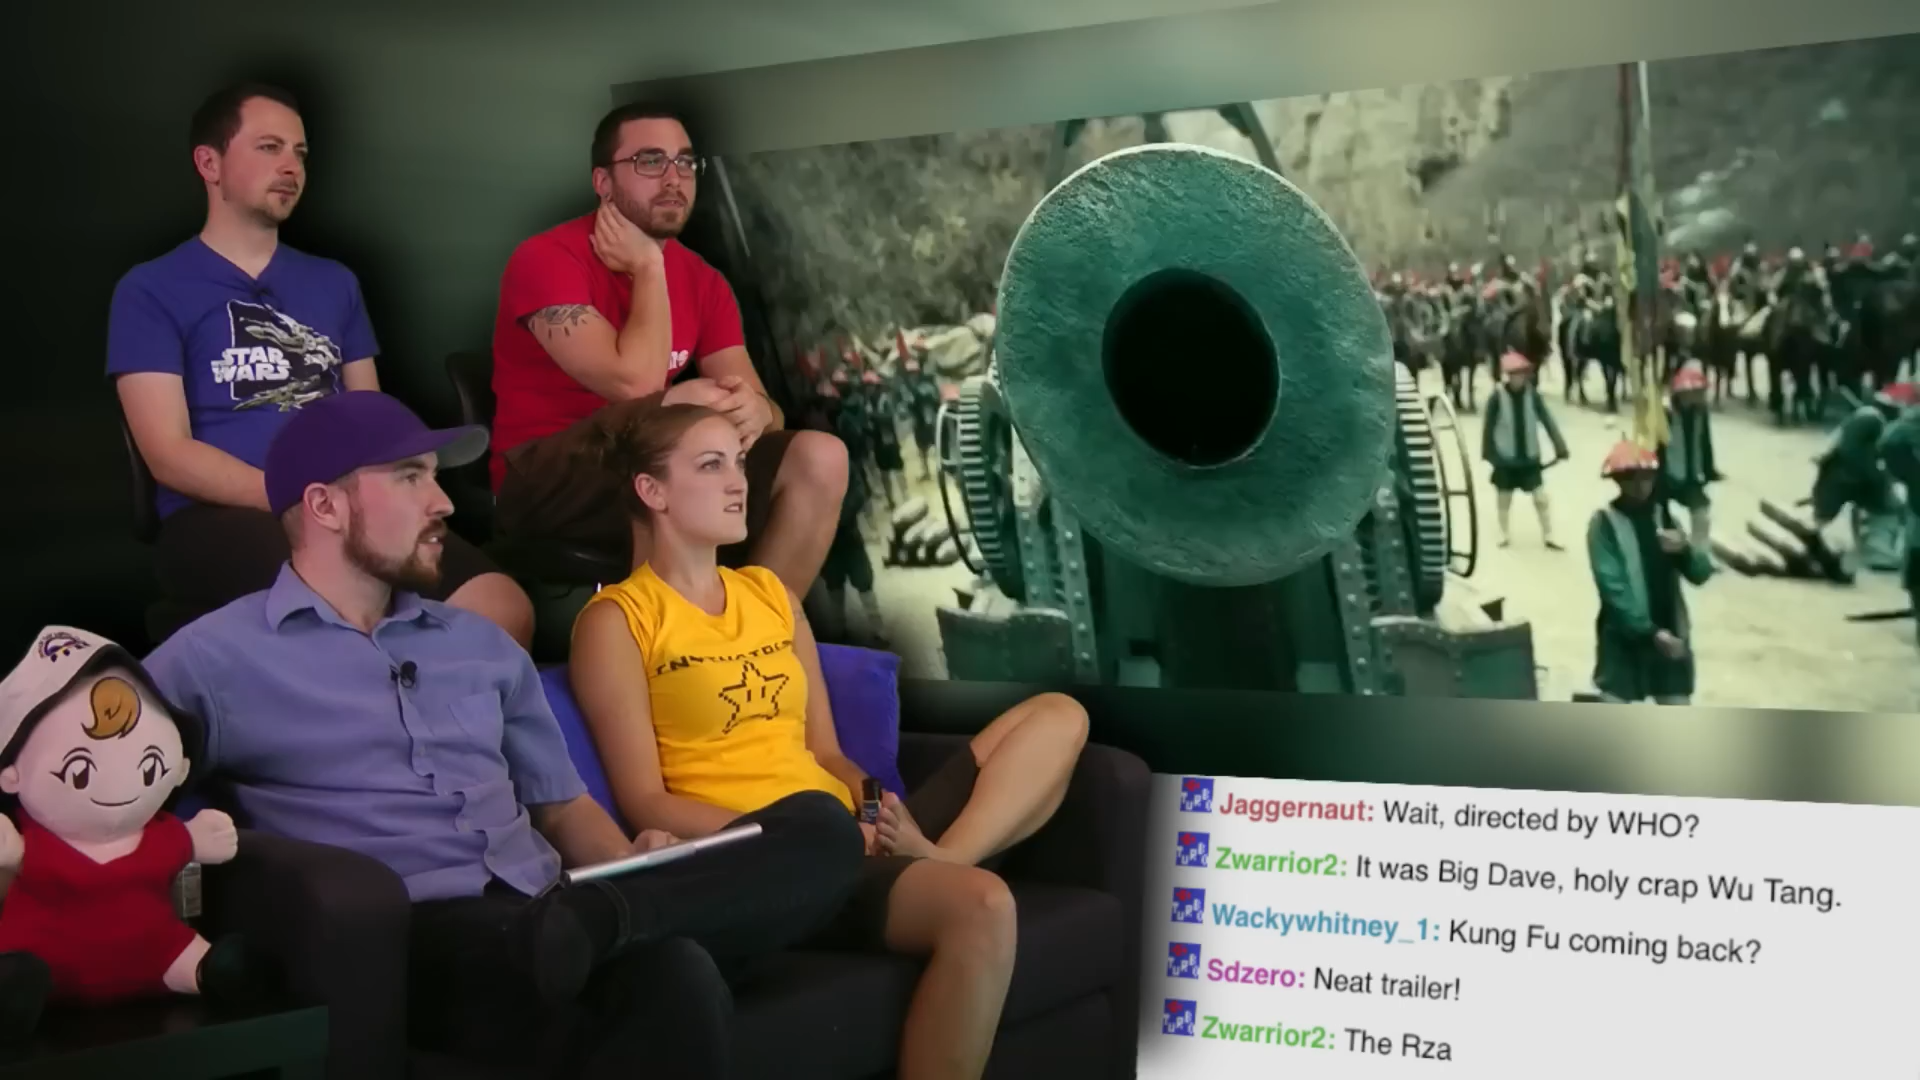 STAR
WARS
Jaggernaut: Wait, directed by WHO?
Zwarrior2: It was Big Dave, holy crap Wu Tang.
Wackywhitney_1: Kung Fu coming back?
Sdzero: Neat trailer!
Zwarrior2: The Rza